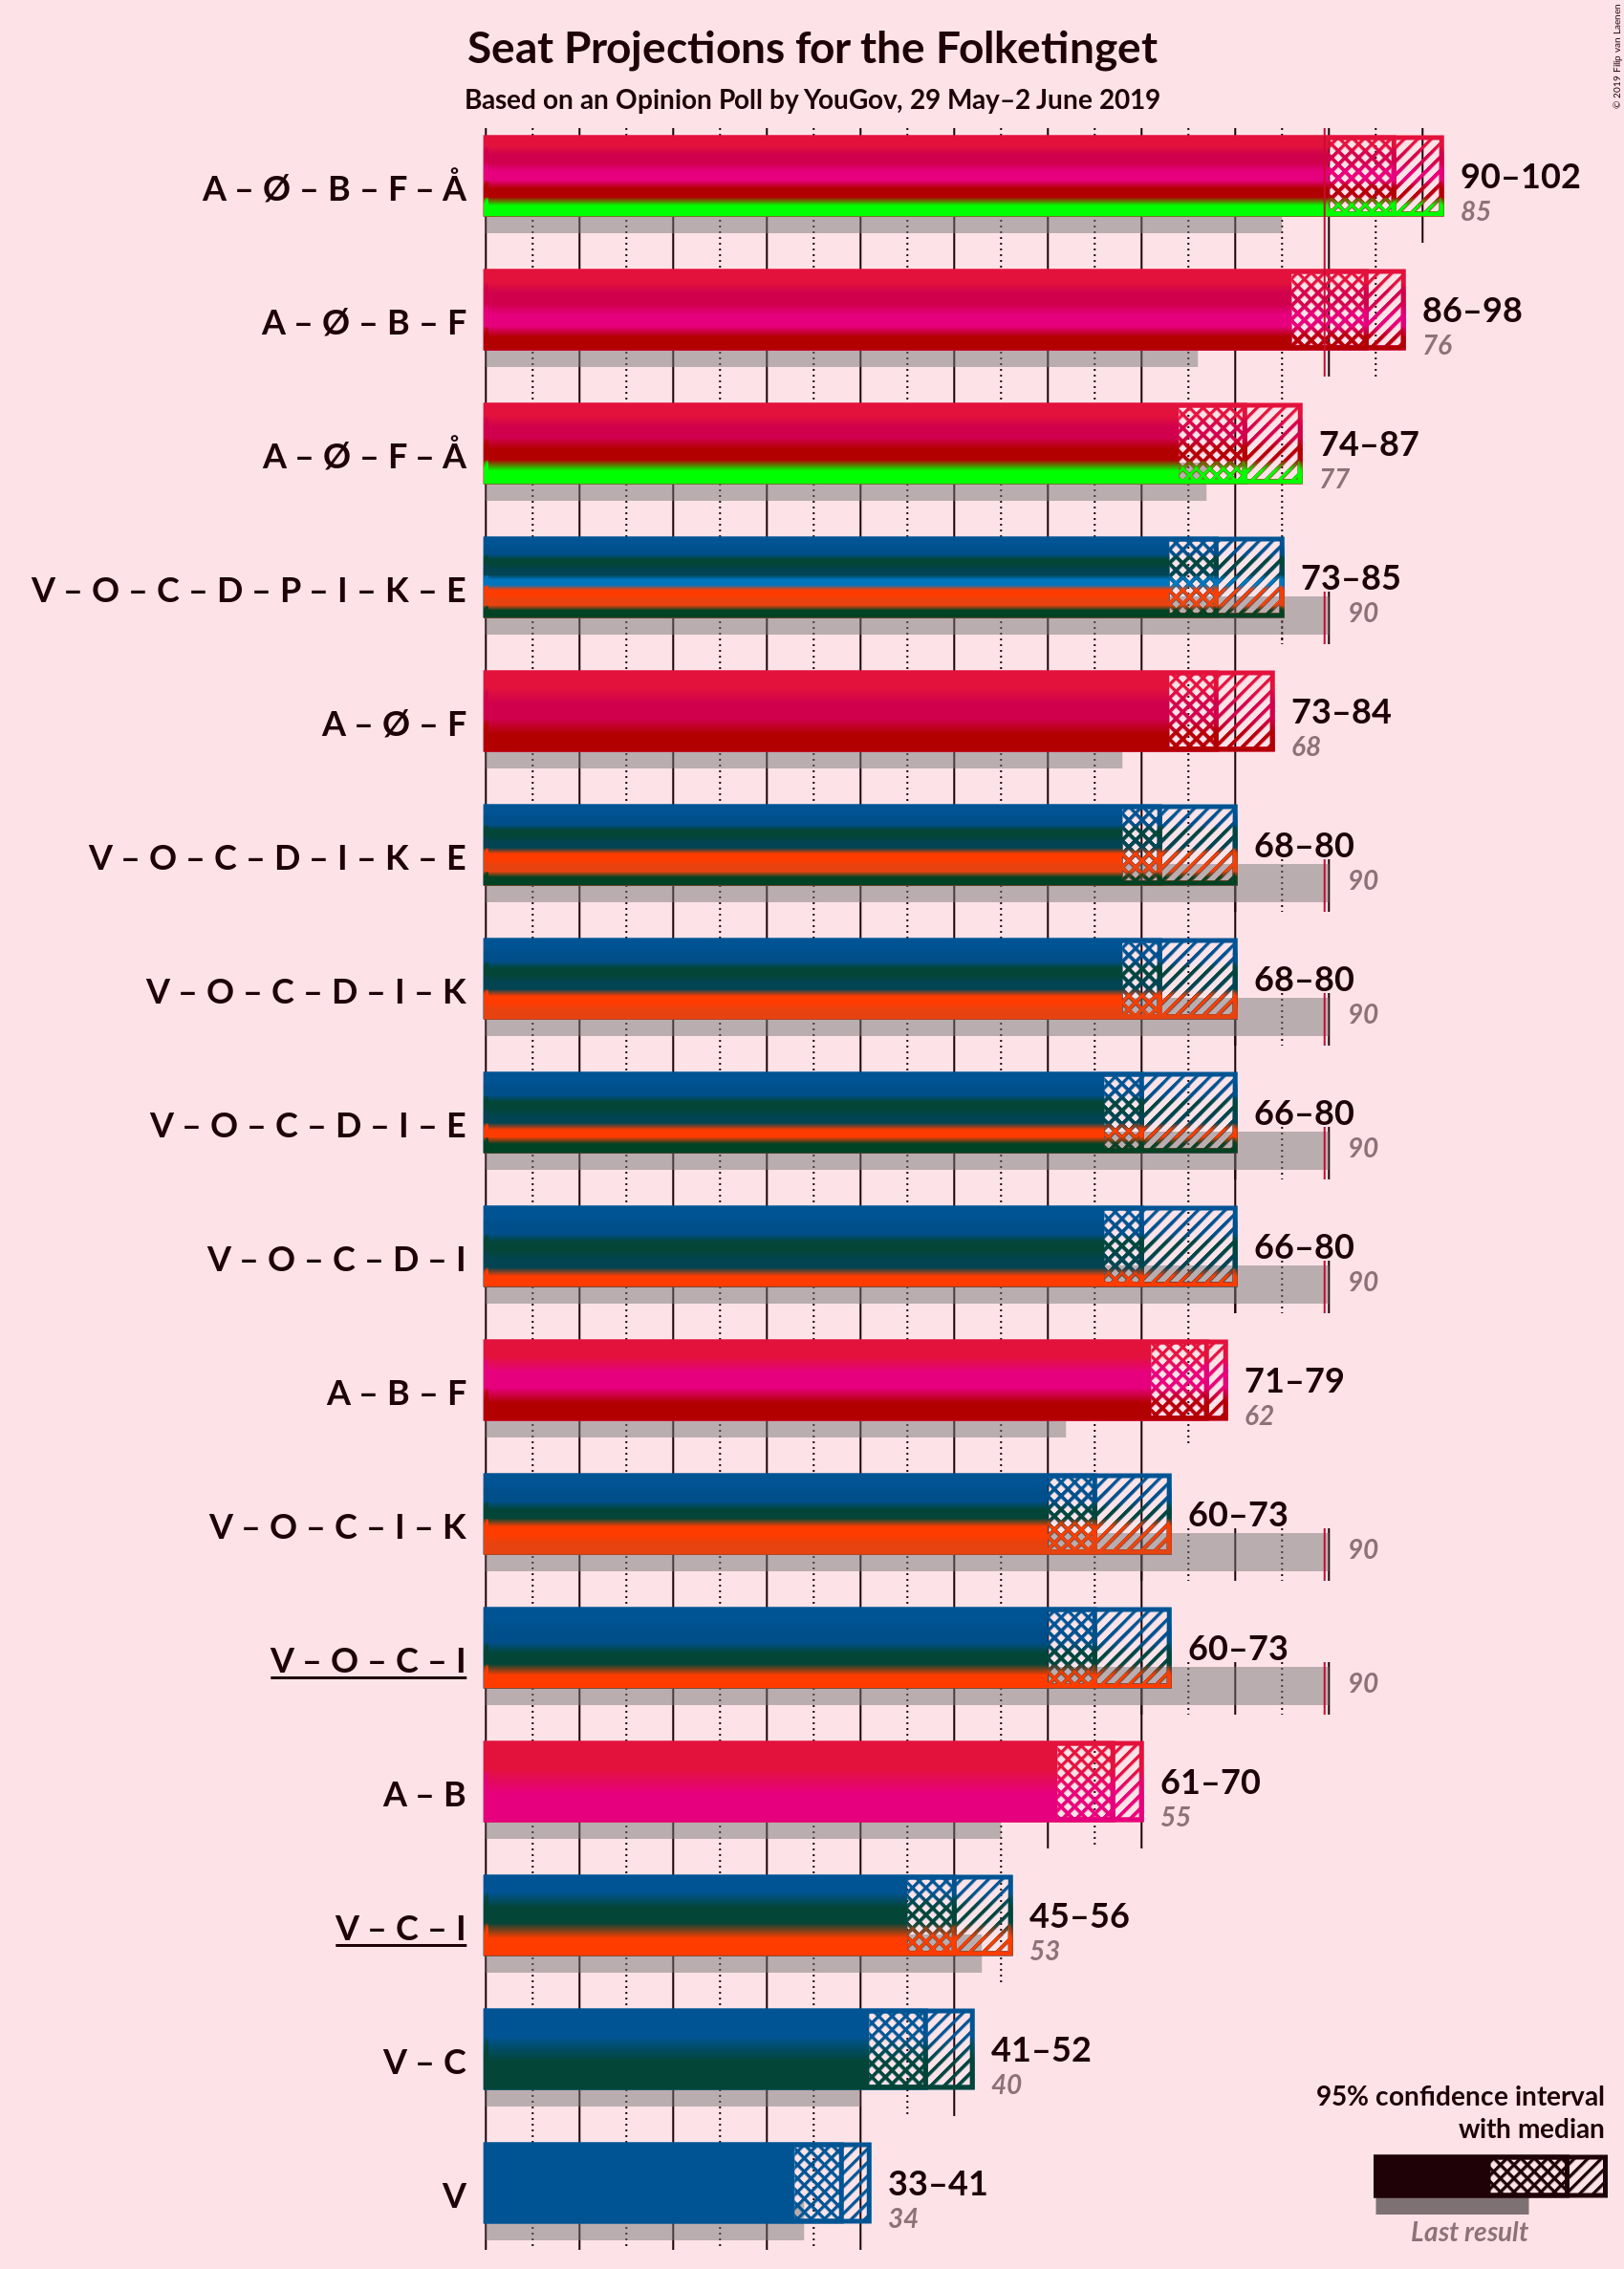 Seat Projections for the Folketinget
Based on an Opinion Poll by YouGov, 29 May–2 June 2019
© 2019 Filip van Laenen
A – Ø – B – F – Å
90–102
85
A – Ø – B – F
86–98
76
A – Ø – F – Å
74–87
77
V – O – C – D – P – I – K – E
73–85
90
A – Ø – F
73–84
68
V – O – C – D – I – K – E
68–80
90
V – O – C – D – I – K
68–80
90
V – O – C – D – I – E
66–80
90
V – O – C – D – I
66–80
90
A – B – F
71–79
62
V – O – C – I – K
60–73
90
V – O – C – I
60–73
90
A – B
61–70
55
V – C – I
45–56
53
V – C
41–52
40
V
33–41
34
95% confidence interval
with median
Last result